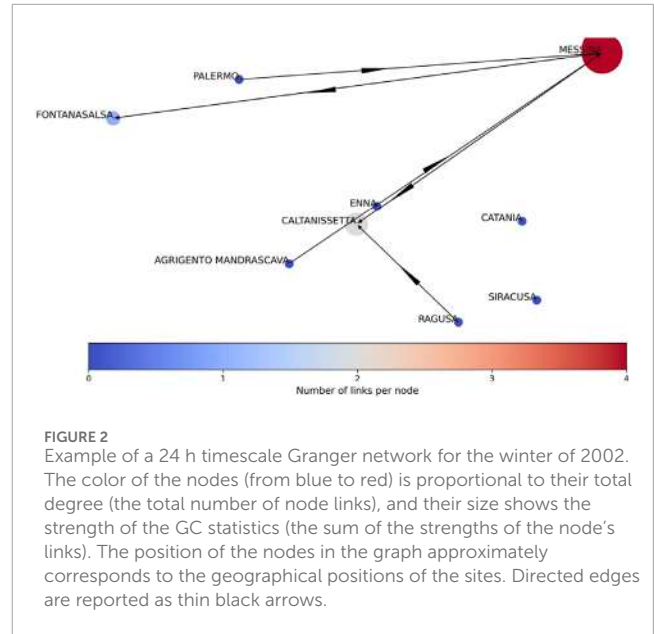 MESSINA
PALERMO
FONTANASALSA
ENNA
CALTANISSETTA
CATANIA
AGRIGENTO MANDRASCAVA
SIRACUSA
RAGUSA
0 1 2 3 4
Number of links per node
FIGURE 2
Example of a 24 h timescale Granger network for the winter of 2002.
The color of the nodes (from blue to red) is proportional to their total
degree (the total number of node links), and their size shows the
strength of the GC statistics (the sum of the strengths of the node's
links). The position of the nodes in the graph approximately
corresponds to the geographical positions of the sites. Directed edges
are reported as thin black arrows.